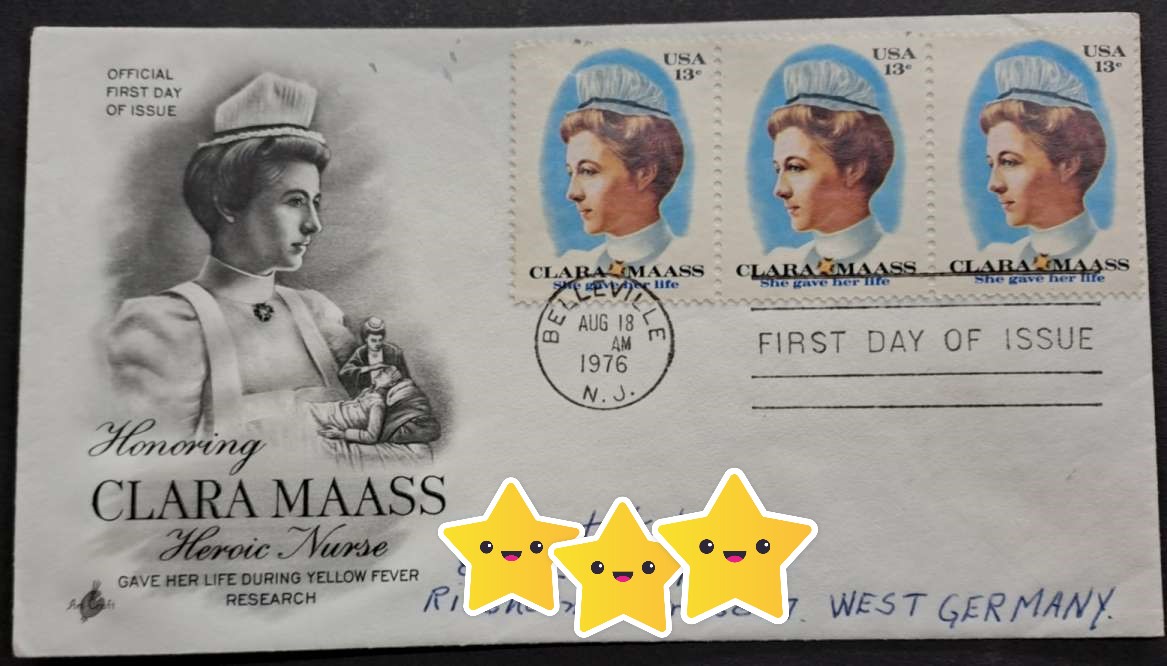 OFFICIAL
FIRST DAY
OF ISSUE
USA
13c
CLARA MAASS
She gave her life
USA
13c
CLARA MAASS
She gave her life
USA
13c
CLARA MAASS
She gave her life
BELLEVILLE
AUG 18
AM
1976
N.J.
FIRST DAY OF ISSUE
Honoring
CLARA MAASS
Heroic Nurse
GAVE HER LIFE DURING YELLOW FEVER
RESEARCH
Art Craft
WEST GERMANY.